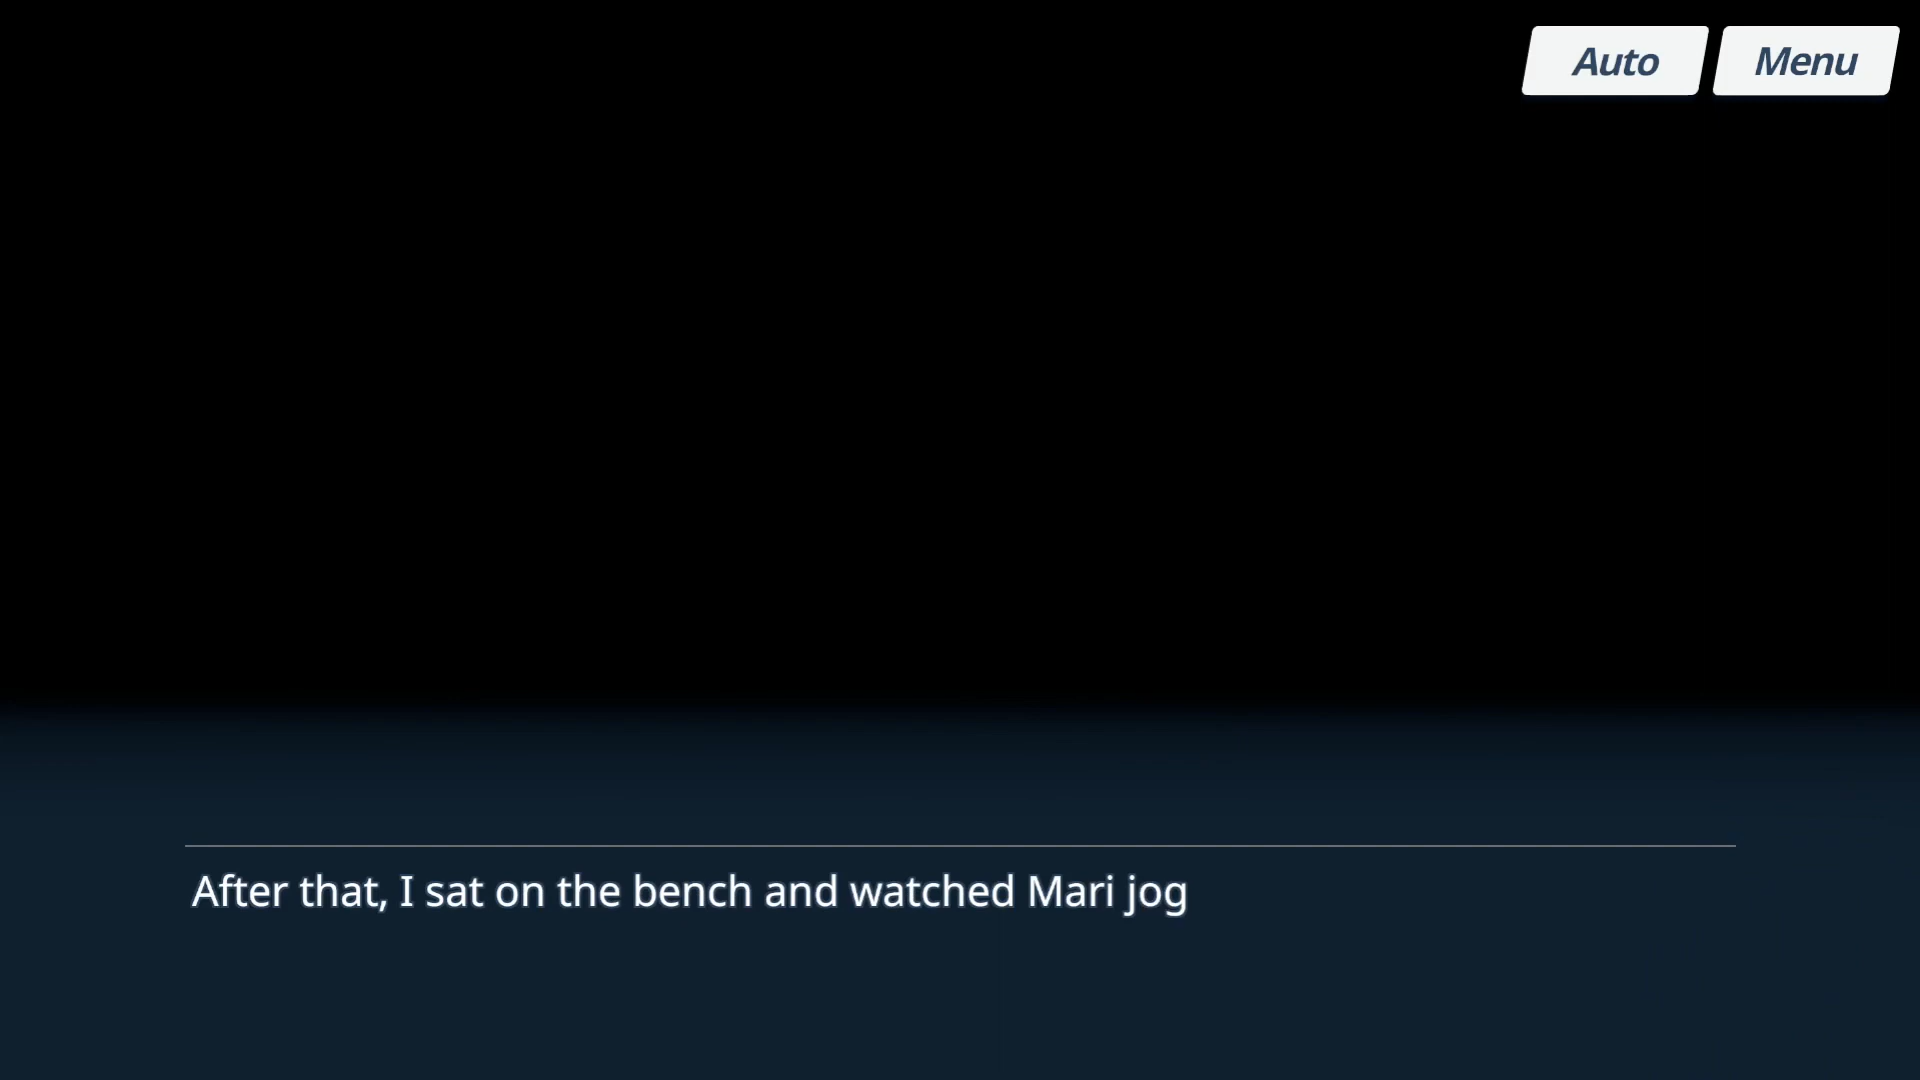 Auto
Menu
After that, I sat on the bench and watched Mari jog